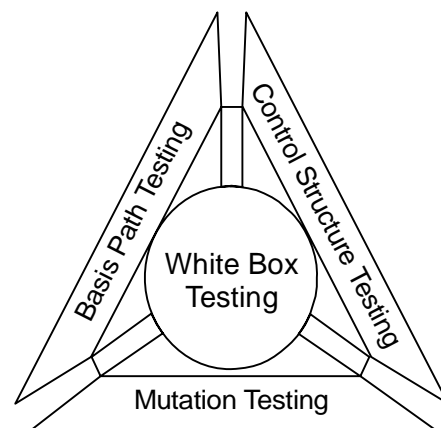 Basis Path Testing
Control Structure Testing
White Box
Testing
Mutation Testing